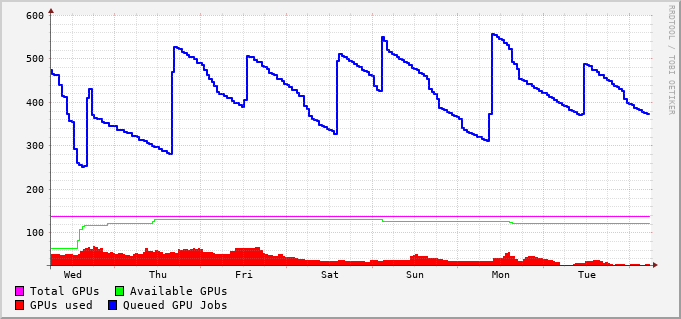 600
500
400
300
200
100
Wed Thu Fri Sat Sun Mon Tue
Total GPUs Available GPUs
GPUs used Queued GPU Jobs
RRDTOOL / TOBI OETIKER